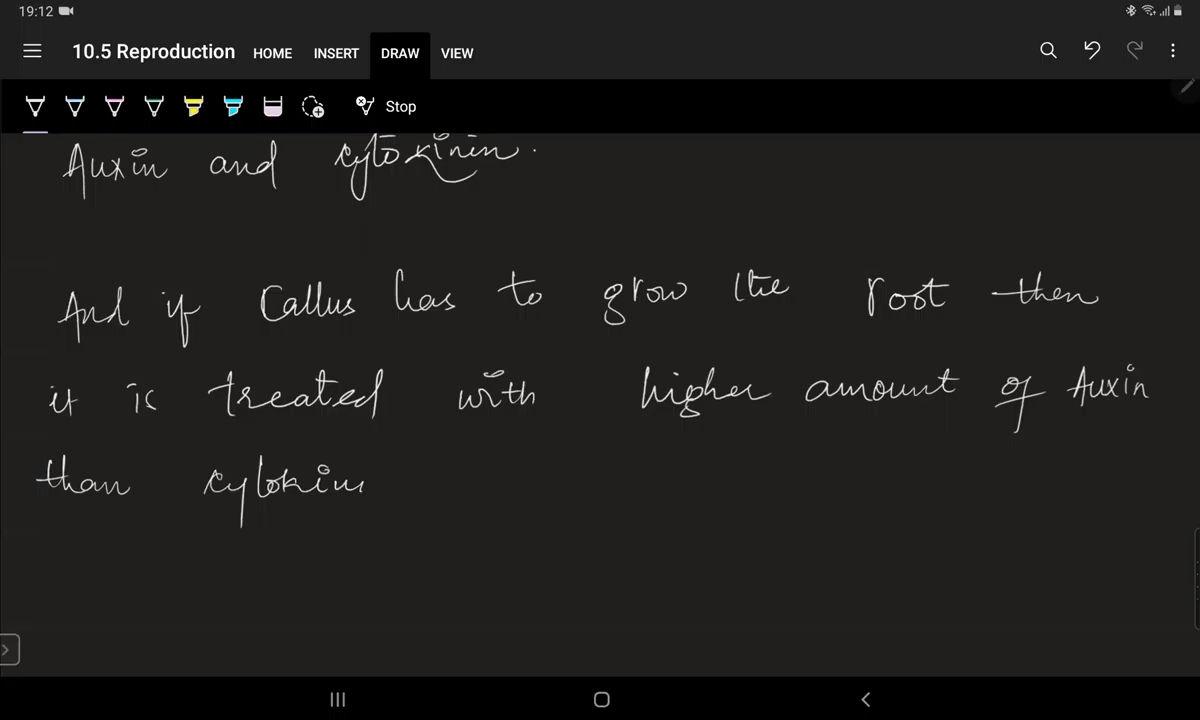 19:12
10.5 Reproduction HOME INSERT DRAW VIEW
Stop
Auxin and cytokinin.
And if Callus has to grow the root then
it is treated with higher amount of Auxin
than cytokin